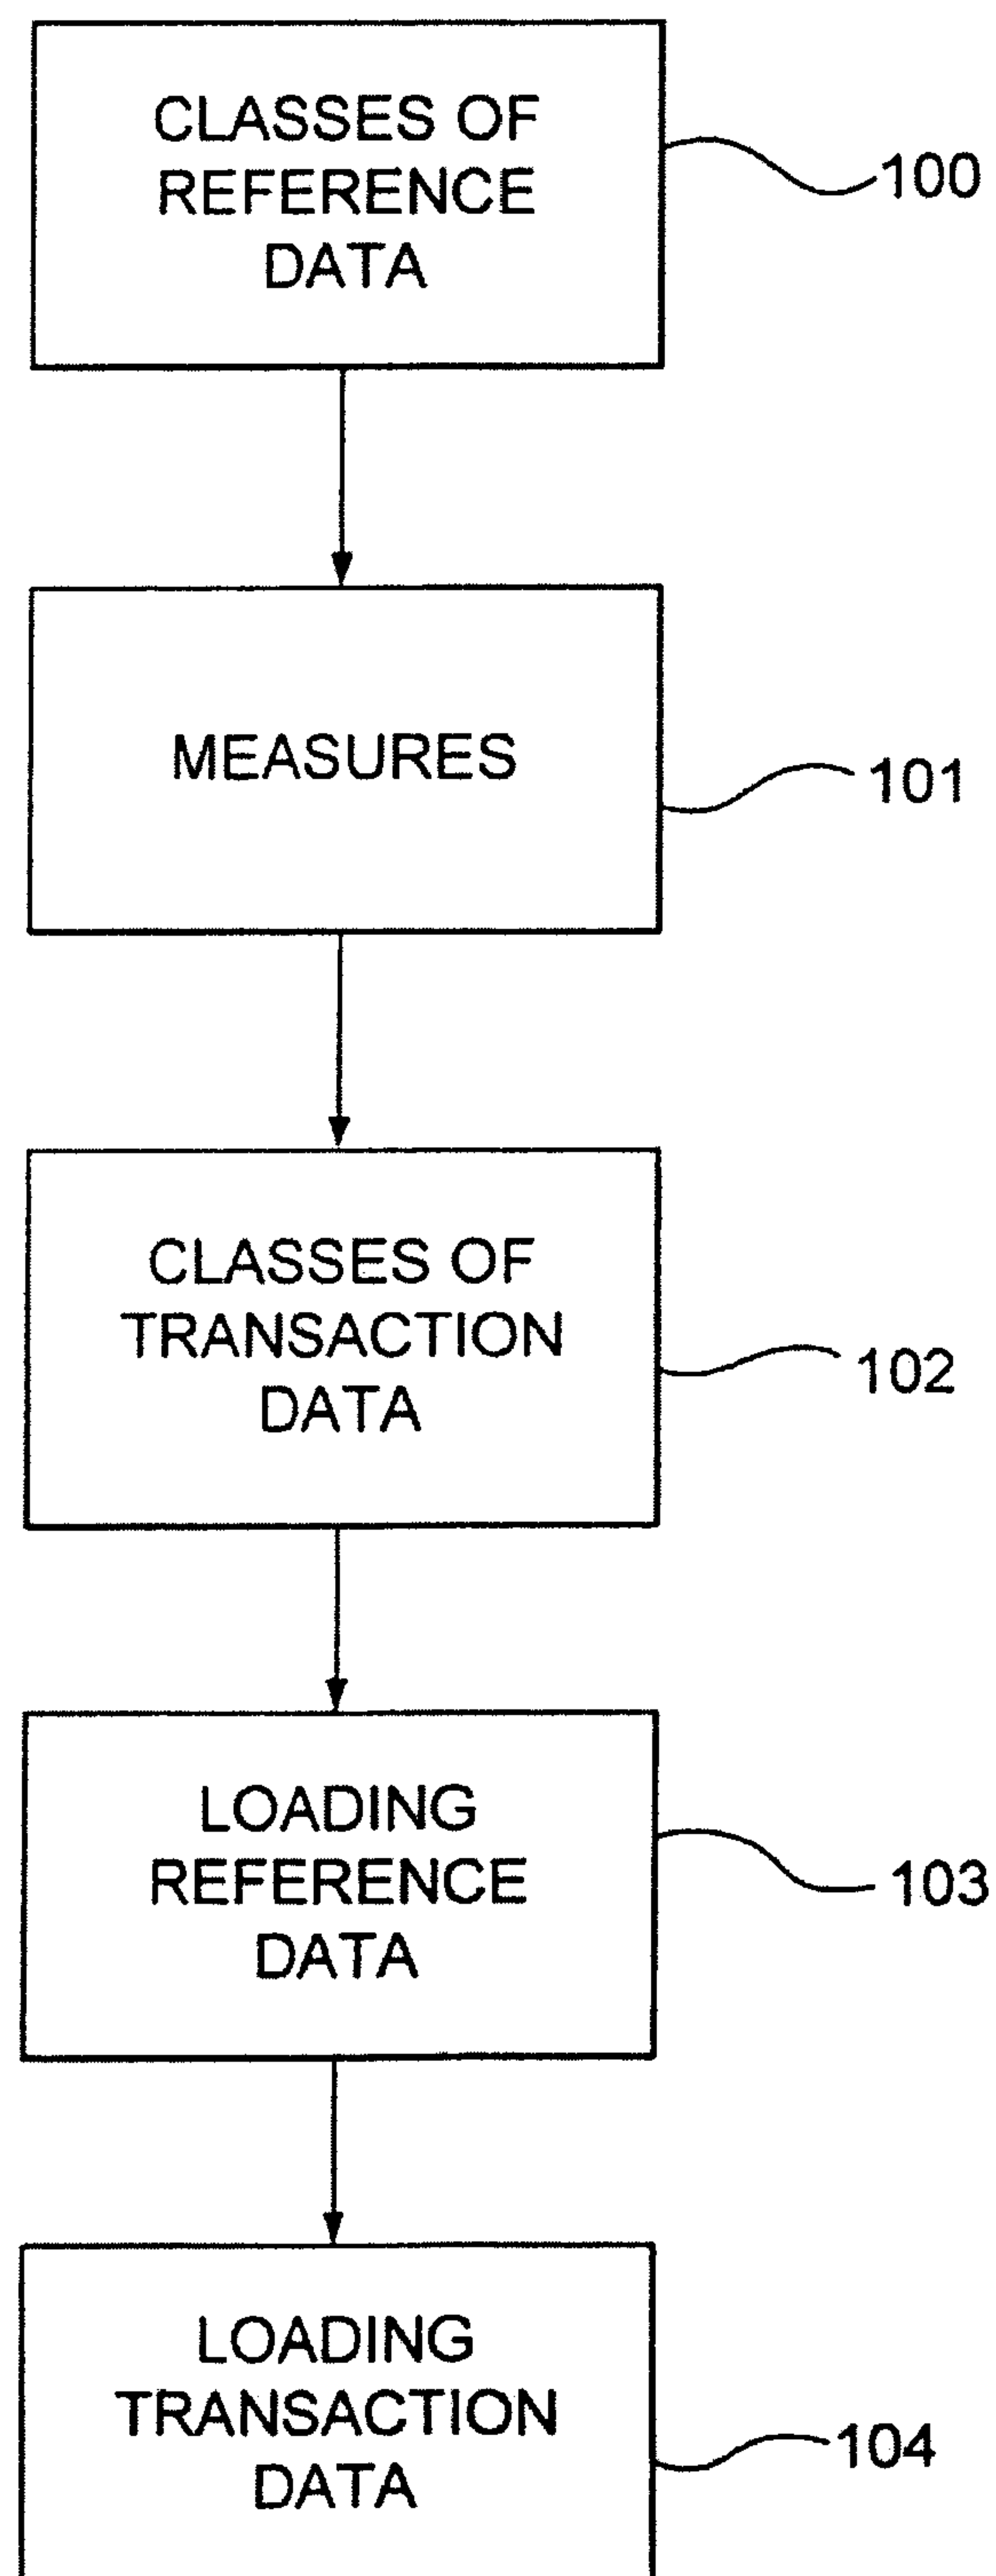 CLASSES OF
REFERENCE
DATA
100
MEASURES
101
CLASSES OF
TRANSACTION
DATA
102
LOADING
REFERENCE
DATA
103
LOADING
TRANSACTION
DATA
104